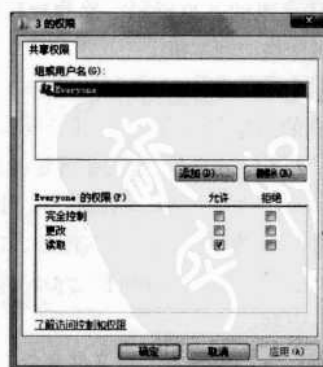 3 的权限
共享权限
组或用户名(G):
Everyone
添加(D)... 删除(R)
Everyone 的权限(P) 允许 拒绝
完全控制
更改
读取
了解访问控制和权限
确定 取消 应用(A)